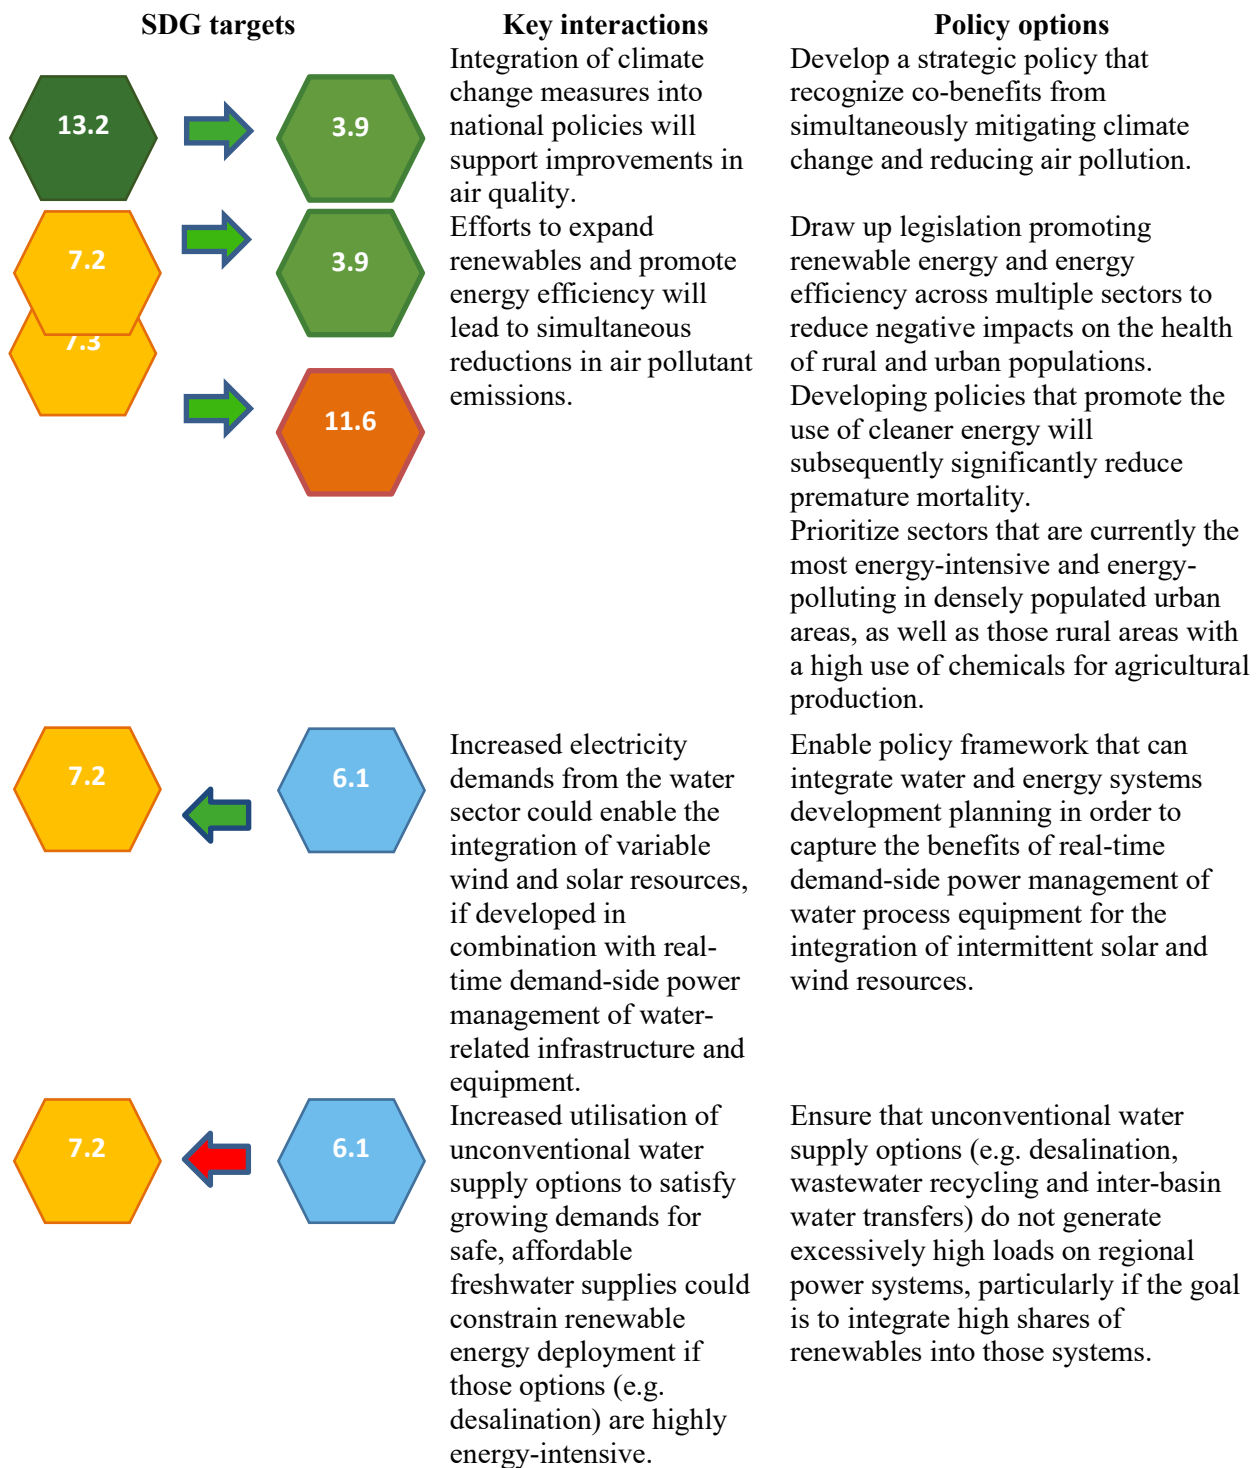 SDG targets
Key interactions
Policy options
13.2
3.9
Integration of climate
change measures into
national policies will
support improvements in
air quality.
Develop a strategic policy that
recognize co-benefits from
simultaneously mitigating climate
change and reducing air pollution.
7.2
7.3
3.9
11.6
Efforts to expand
renewables and promote
energy efficiency will
lead to simultaneous
reductions in air pollutant
emissions.
Draw up legislation promoting
renewable energy and energy
efficiency across multiple sectors to
reduce negative impacts on the health
of rural and urban populations.
Developing policies that promote the
use of cleaner energy will
subsequently significantly reduce
premature mortality.
Prioritize sectors that are currently the
most energy-intensive and energy-
polluting in densely populated urban
areas, as well as those rural areas with
a high use of chemicals for agricultural
production.
7.2
6.1
Increased electricity
demands from the water
sector could enable the
integration of variable
wind and solar resources,
if developed in
combination with real-
time demand-side power
management of water-
related infrastructure and
equipment.
Enable policy framework that can
integrate water and energy systems
development planning in order to
capture the benefits of real-time
demand-side power management of
water process equipment for the
integration of intermittent solar and
wind resources.
7.2
6.1
Increased utilisation of
unconventional water
supply options to satisfy
growing demands for
safe, affordable
freshwater supplies could
constrain renewable
energy deployment if
those options (e.g.
desalination) are highly
energy-intensive.
Ensure that unconventional water
supply options (e.g. desalination,
wastewater recycling and inter-basin
water transfers) do not generate
excessively high loads on regional
power systems, particularly if the goal
is to integrate high shares of
renewables into those systems.